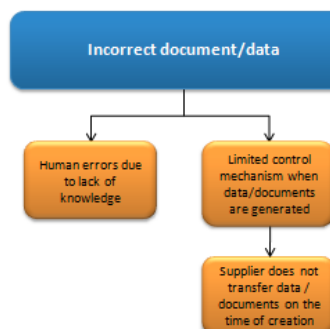 Incorrect document/data
Human errors due
to lack of
knowledge
Limited control
mechanism when
data/documents
are generated
Supplier does not
transfer data /
documents on the
time of creation